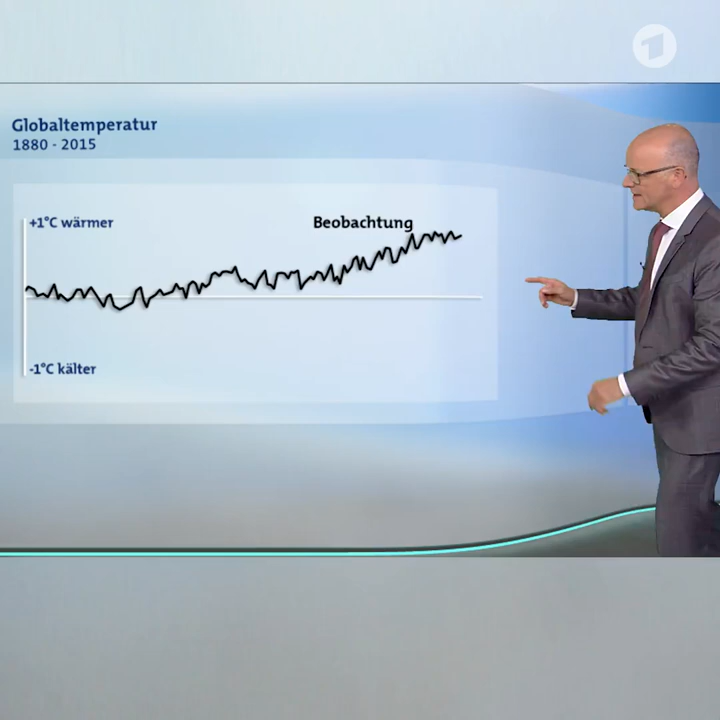 Globaltemperatur
1880 - 2015
+1°C wärmer
Beobachtung
-1°C kälter